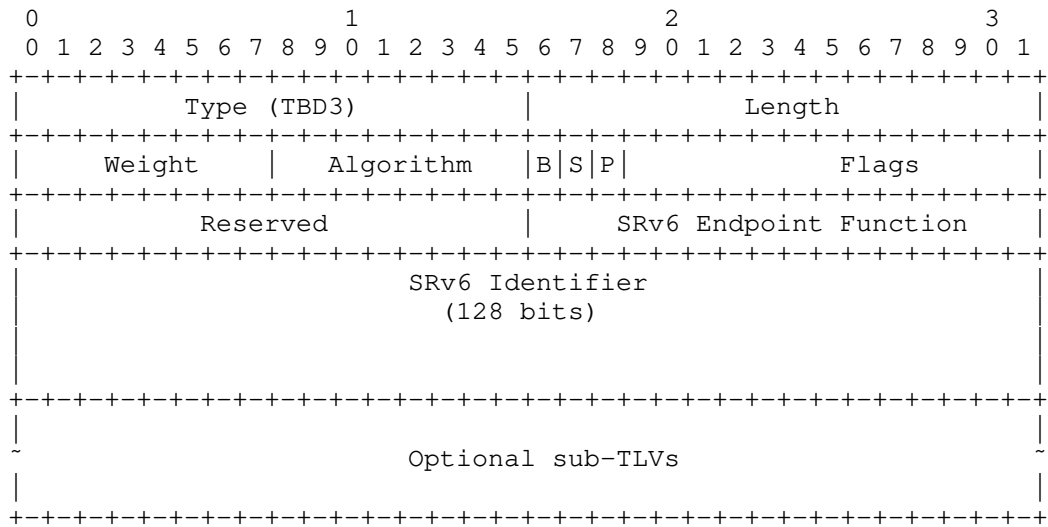 0                   1                   2                   3
 0 1 2 3 4 5 6 7 8 9 0 1 2 3 4 5 6 7 8 9 0 1 2 3 4 5 6 7 8 9 0 1
+-+-+-+-+-+-+-+-+-+-+-+-+-+-+-+-+-+-+-+-+-+-+-+-+-+-+-+-+-+-+-+-+
|          Type (TBD3)          |             Length            |
+-+-+-+-+-+-+-+-+-+-+-+-+-+-+-+-+-+-+-+-+-+-+-+-+-+-+-+-+-+-+-+-+
|     Weight    |   Algorithm   |B|S|P|             Flags       |
+-+-+-+-+-+-+-+-+-+-+-+-+-+-+-+-+-+-+-+-+-+-+-+-+-+-+-+-+-+-+-+-+
|           Reserved            |     SRv6 Endpoint Function    |
+-+-+-+-+-+-+-+-+-+-+-+-+-+-+-+-+-+-+-+-+-+-+-+-+-+-+-+-+-+-+-+-+
|                        SRv6 Identifier                        |
|                          (128 bits)                           |
|                                                               |
|                                                               |
+-+-+-+-+-+-+-+-+-+-+-+-+-+-+-+-+-+-+-+-+-+-+-+-+-+-+-+-+-+-+-+-+
|                                                               |
~                        Optional sub-TLVs                      ~
|                                                               |
+-+-+-+-+-+-+-+-+-+-+-+-+-+-+-+-+-+-+-+-+-+-+-+-+-+-+-+-+-+-+-+-+